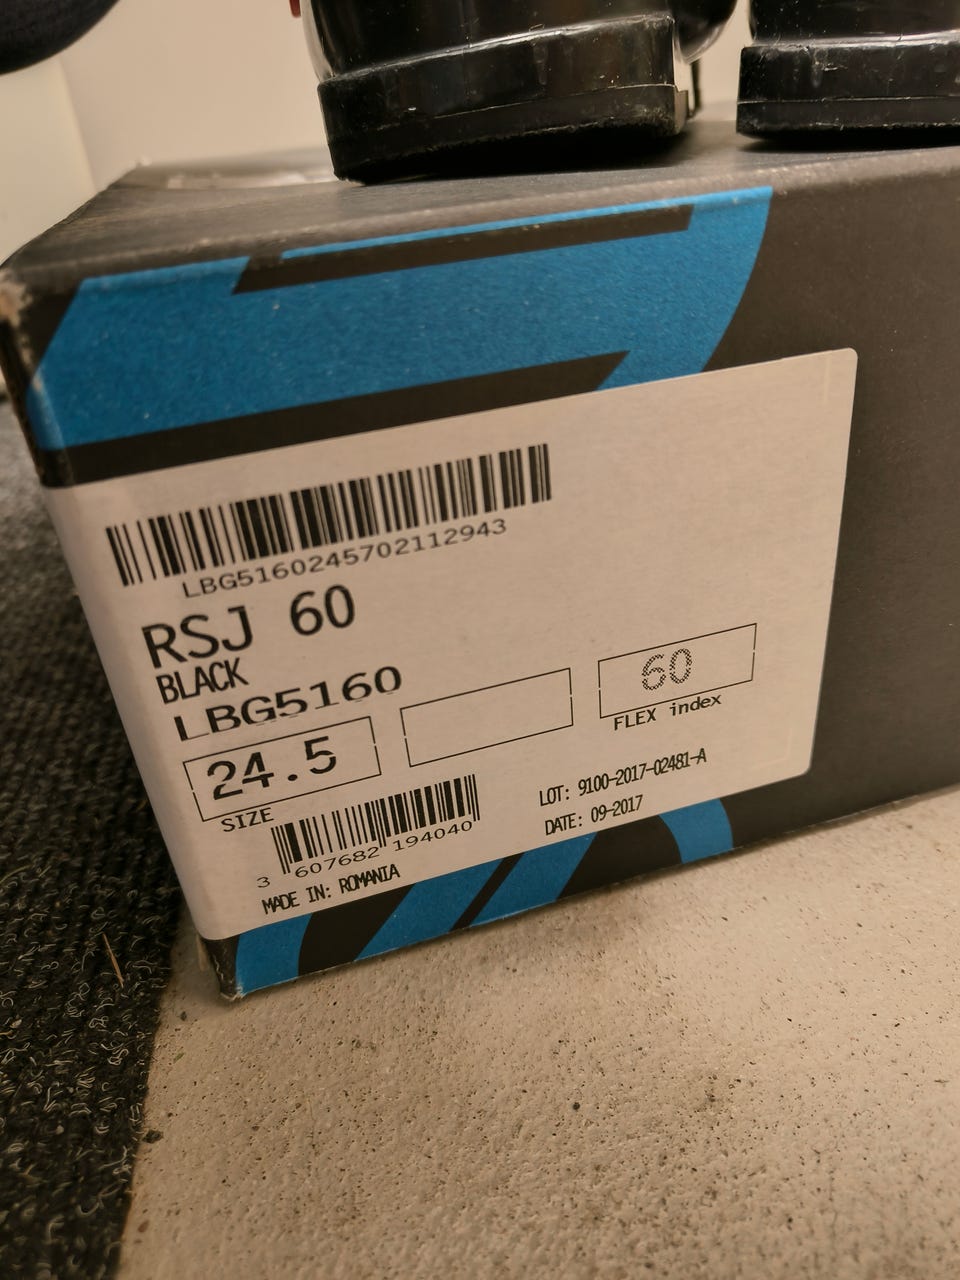 LBG5160245702112943
RSJ 60
BLACK
LBG5160
24.5
SIZE
60
FLEX index
3 607682 194040
LOT: 9100-2017-02481-A
DATE: 09-2017
MADE IN: ROMANIA